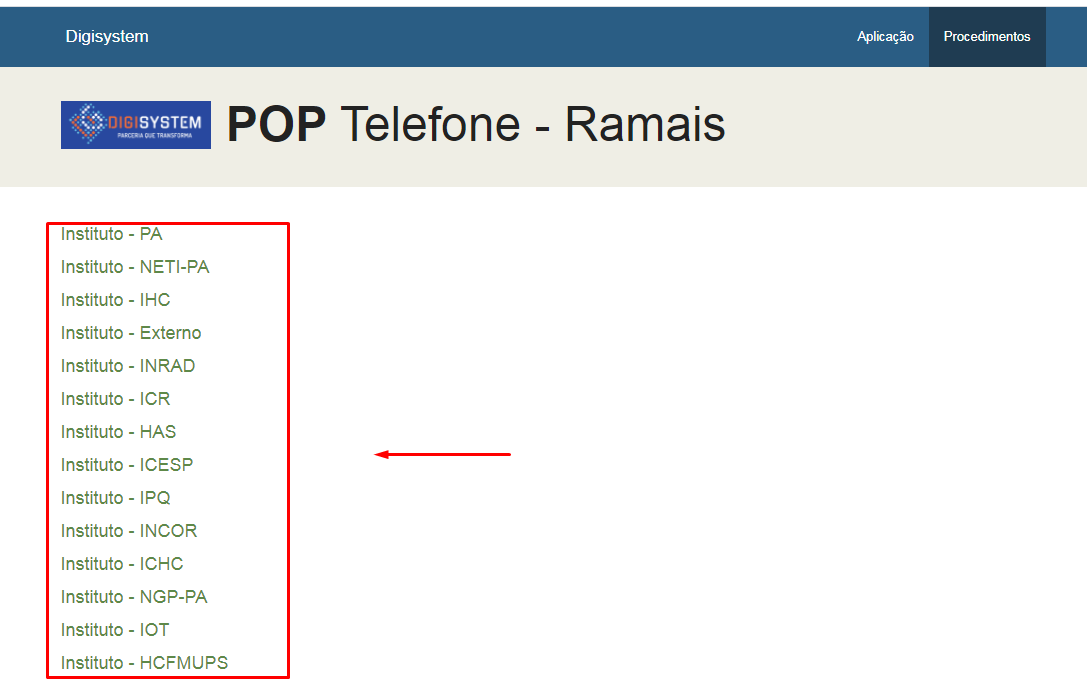 Digisystem
Aplicação
Procedimentos
DIGISYSTEM
PARCERIA QUE TRANSFORMA
POP Telefone - Ramais
Instituto - PA
Instituto - NETI-PA
Instituto - IHC
Instituto - Externo
Instituto - INRAD
Instituto - ICR
Instituto - HAS
Instituto - ICESP
Instituto - IPQ
Instituto - INCOR
Instituto - ICHC
Instituto - NGP-PA
Instituto - IOT
Instituto - HCFMUPS